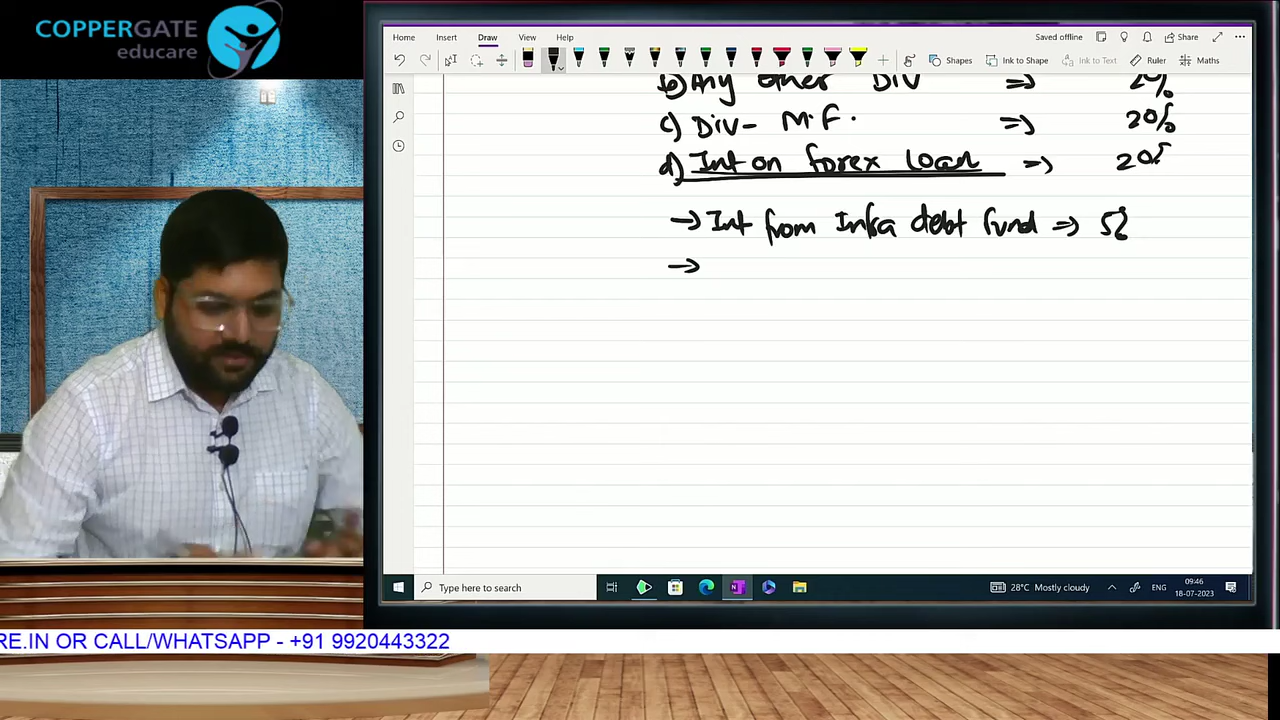 COPPERGATE
educare
Home Insert Draw View Help
Saved offline
Share
Shapes
Ink to Shape
Ink to Text
Ruler
Maths
b) Any other Div => 20%
c) Div - M.F. => 20%
d) Int on forex loan => 20%
→ Int from Infra debt fund => 5%
→
Type here to search
28°C Mostly cloudy
ENG
09:46
18-07-2023
RE.IN OR CALL/WHATSAPP - +91 9920443322